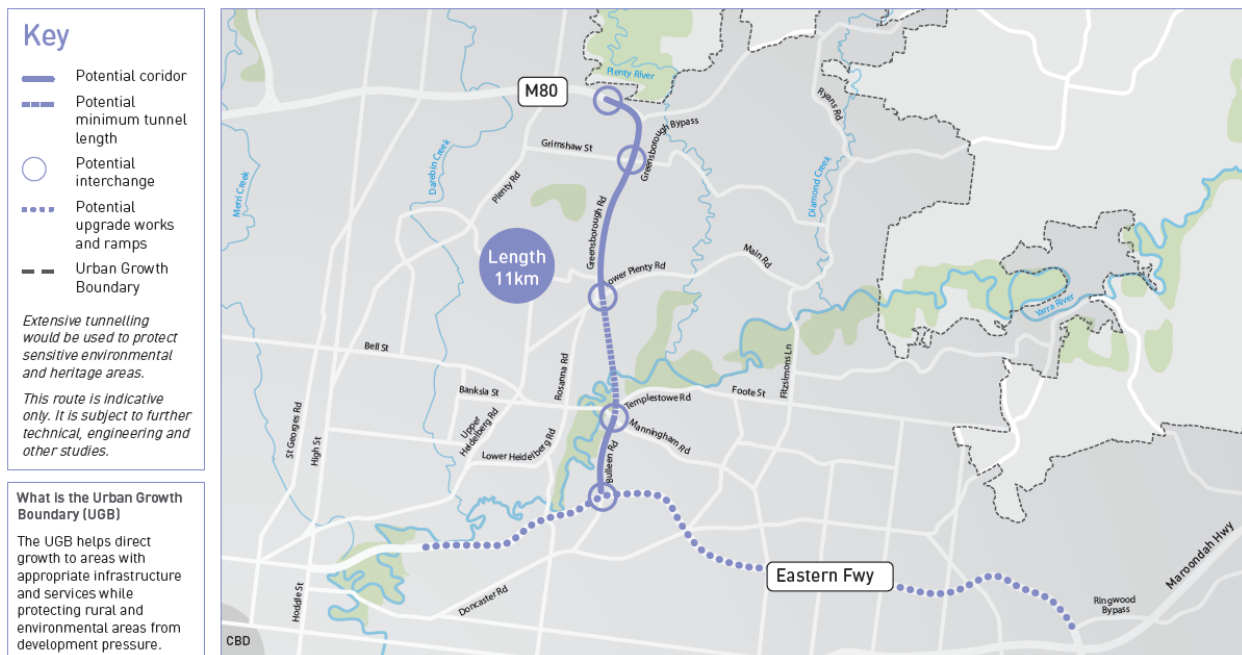 Key
Potential coridor
Potential
minimum tunnel
length
Potential
interchange
Potential
upgrade works
and ramps
Urban Growth
Boundary
Extensive tunnelling
would be used to protect
sensitive environmental
and heritage areas.
This route is indicative
only. It is subject to further
technical, engineering and
other studies.
What is the Urban Growth
Boundary (UGB)
The UGB helps direct
growth to areas with
appropriate infrastructure
and services while
protecting rural and
environmental areas from
development pressure.
Plenty River
M80
Ryans Rd
Greensborough Bypass
Grimshaw St
Merri Creek
Darebin Creek
Plenty Rd
Diamond Creek
Greensborough Rd
Length
11km
Main Rd
ower Plenty Rd
Yarra River
Bell St
Rosanna Rd
Fitzsimons Ln
Banksia St
Foote St
Templestowe Rd
St Georges Rd
High St
Upper
Heidelberg Rd
Manningham Rd
Lower Heidelberg Rd
Bulleen Rd
Eastern Fwy
Maroondah Hwy
Hoddle St
Doncaster Rd
Ringwood
Bypass
CBD